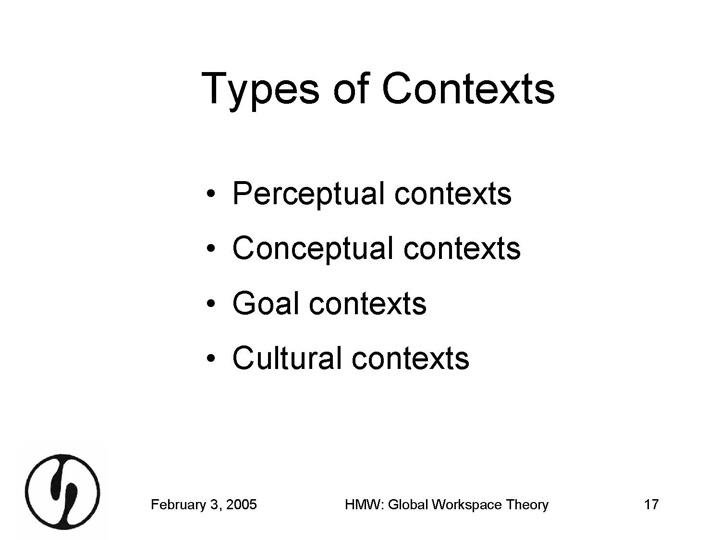 Types of Contexts
• Perceptual contexts
• Conceptual contexts
• Goal contexts
• Cultural contexts
February 3, 2005 HMW: Global Workspace Theory 17